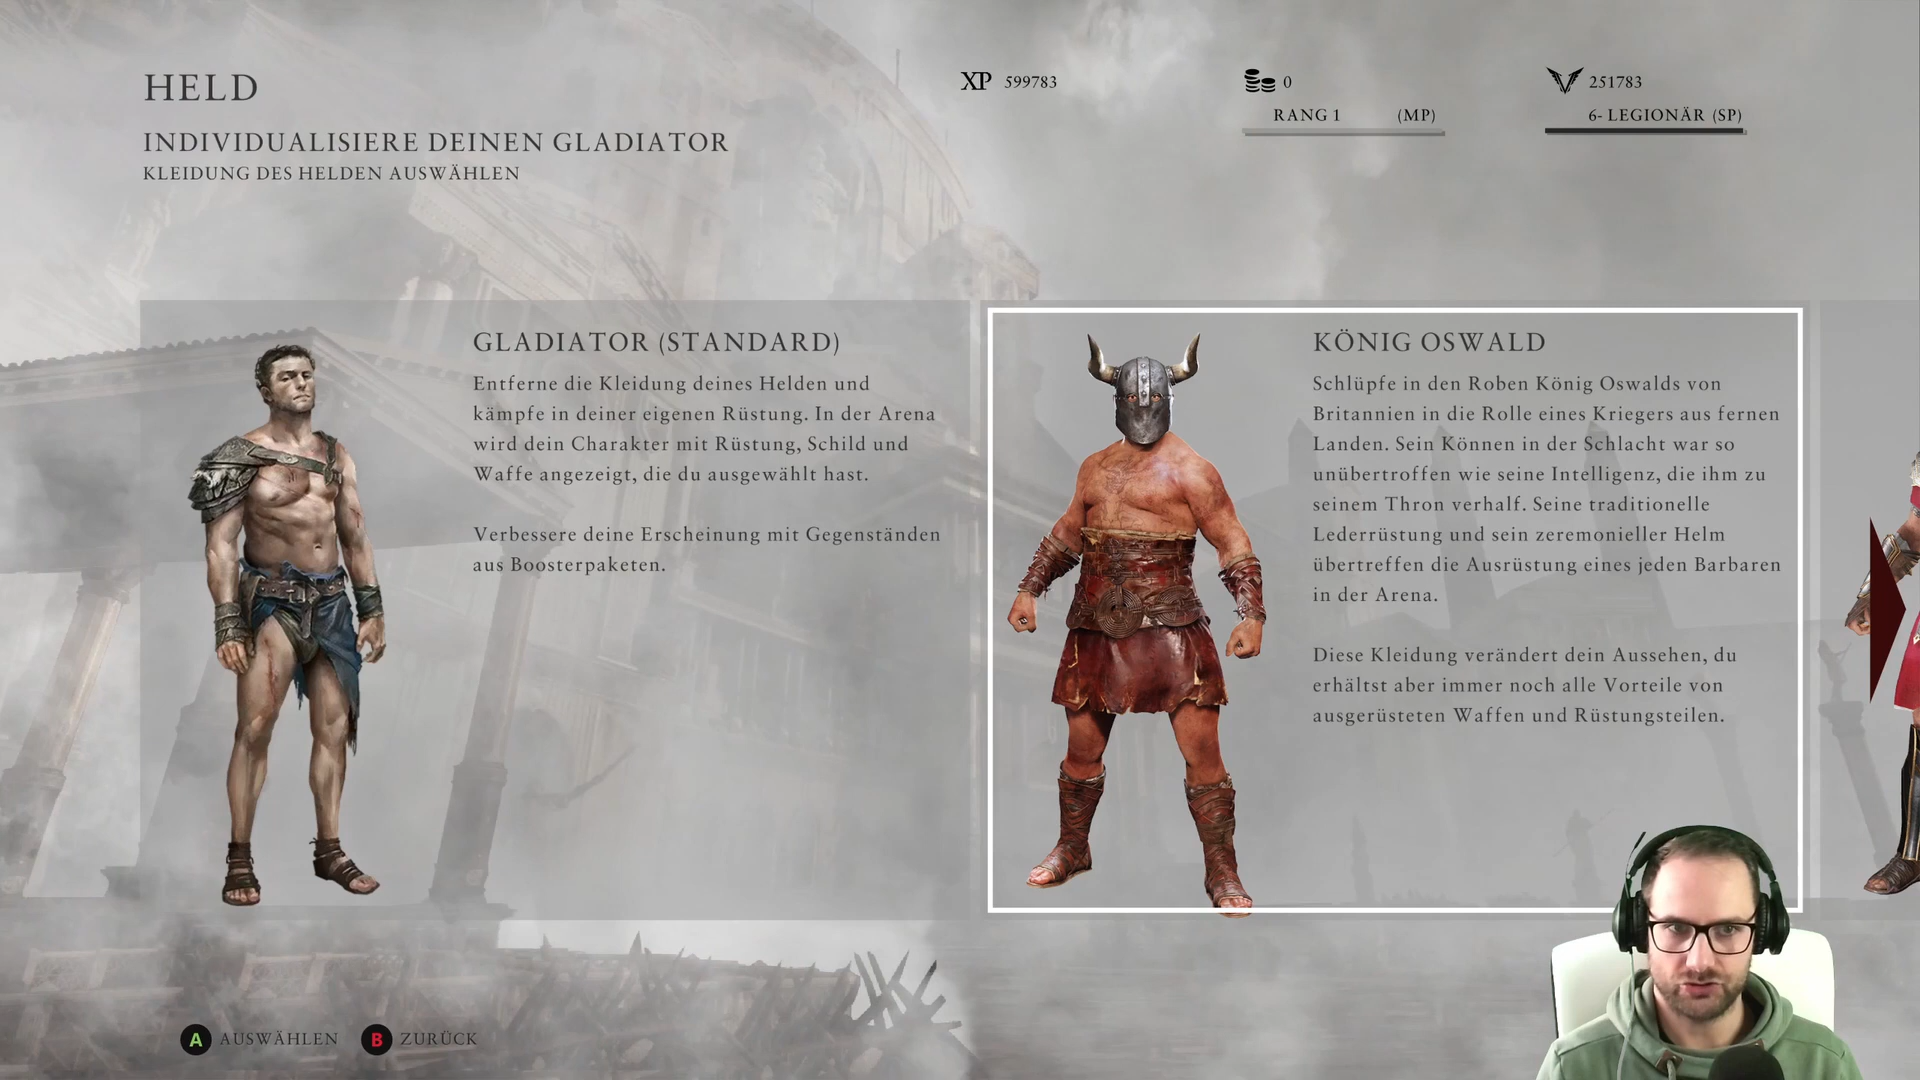 HELD
INDIVIDUALISIERE DEINEN GLADIATOR
KLEIDUNG DES HELDEN AUSWÄHLEN
XP 599783
0
RANG 1 (MP)
251783
6- LEGIONÄR (SP)
GLADIATOR (STANDARD)
Entferne die Kleidung deines Helden und
kämpfe in deiner eigenen Rüstung. In der Arena
wird dein Charakter mit Rüstung, Schild und
Waffe angezeigt, die du ausgewählt hast.
Verbessere deine Erscheinung mit Gegenständen
aus Boosterpaketen.
KÖNIG OSWALD
Schlüpfe in den Roben König Oswalds von
Britannien in die Rolle eines Kriegers aus fernen
Landen. Sein Können in der Schlacht war so
unübertroffen wie seine Intelligenz, die ihm zu
seinem Thron verhalf. Seine traditionelle
Lederrüstung und sein zeremonieller Helm
übertreffen die Ausrüstung eines jeden Barbaren
in der Arena.
Diese Kleidung verändert dein Aussehen, du
erhältst aber immer noch alle Vorteile von
ausgerüsteten Waffen und Rüstungsteilen.
A AUSWÄHLEN B ZURÜCK